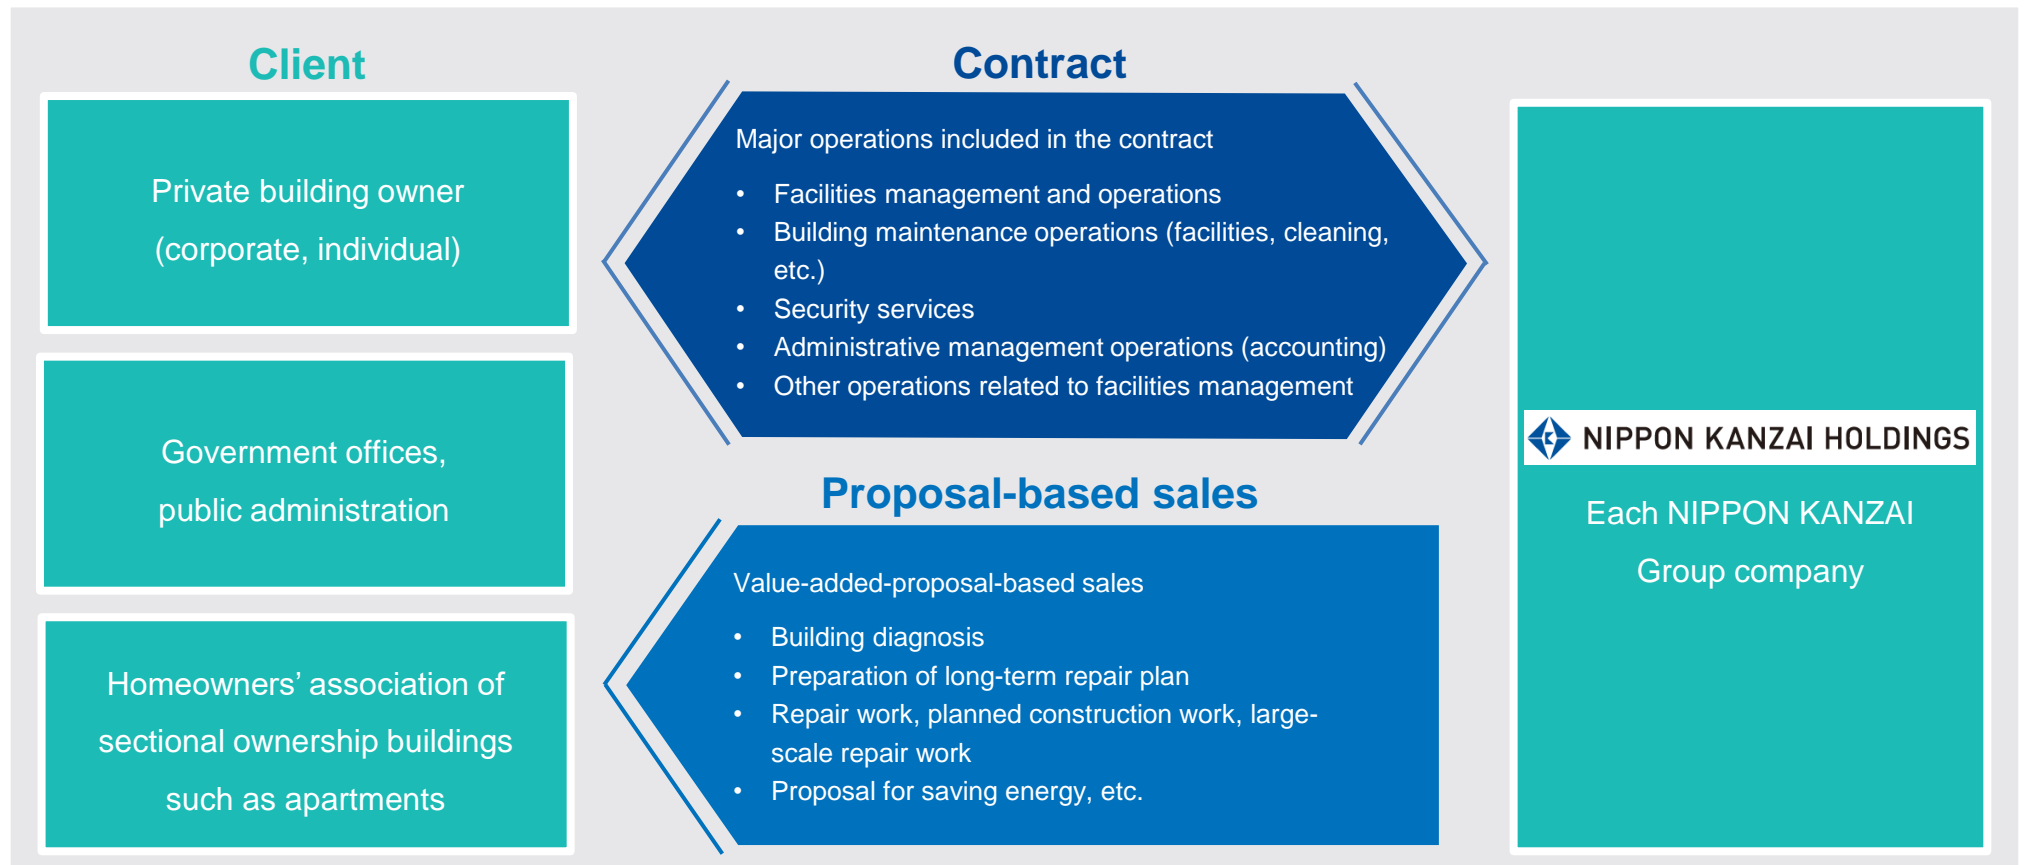 Client
Private building owner
(corporate, individual)
Government offices,
public administration
Homeowners’ association of
sectional ownership buildings
such as apartments
Contract
Major operations included in the contract
• Facilities management and operations
• Building maintenance operations (facilities, cleaning,
etc.)
• Security services
• Administrative management operations (accounting)
• Other operations related to facilities management
Proposal-based sales
Value-added-proposal-based sales
• Building diagnosis
• Preparation of long-term repair plan
• Repair work, planned construction work, large-
scale repair work
• Proposal for saving energy, etc.
NIPPON KANZAI HOLDINGS
Each NIPPON KANZAI
Group company